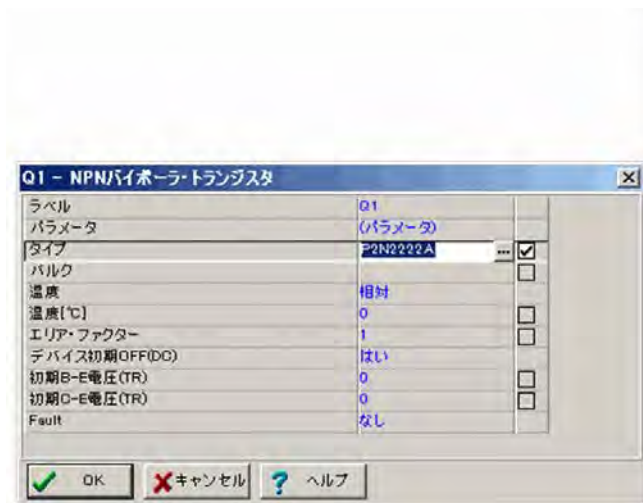 Q1 - NPNバイポーラ・トランジスタ
ラベル Q1
パラメータ (パラメータ)
タイプ P2N2222A ...
バルク
温度 相対
温度[℃] 0
エリア・ファクター 1
デバイス初期OFF(DC) はい
初期B-E電圧(TR) 0
初期C-E電圧(TR) 0
Fault なし
OK キャンセル ? ヘルプ